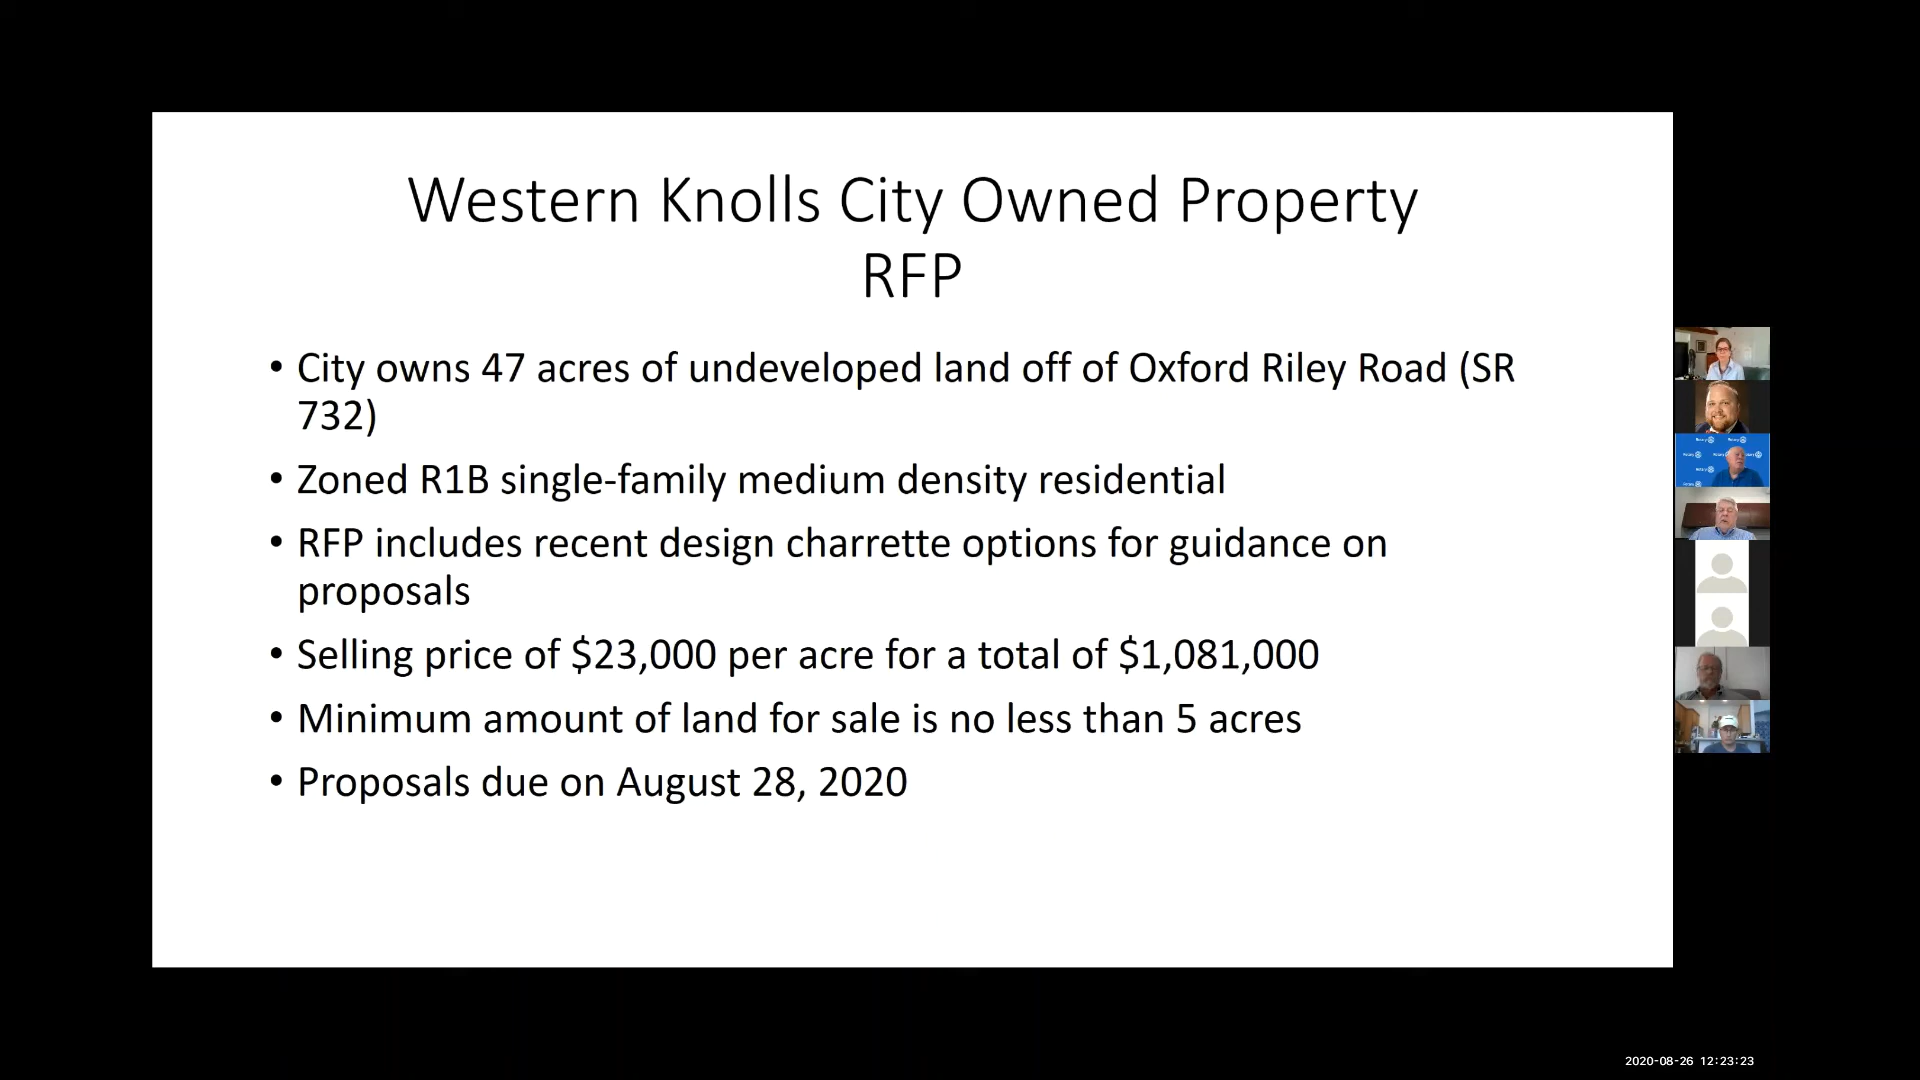 Western Knolls City Owned Property
RFP
• City owns 47 acres of undeveloped land off of Oxford Riley Road (SR
732)
• Zoned R1B single-family medium density residential
• RFP includes recent design charrette options for guidance on
proposals
• Selling price of $23,000 per acre for a total of $1,081,000
• Minimum amount of land for sale is no less than 5 acres
• Proposals due on August 28, 2020
Rotary Rotary
2020-08-26 12:23:23